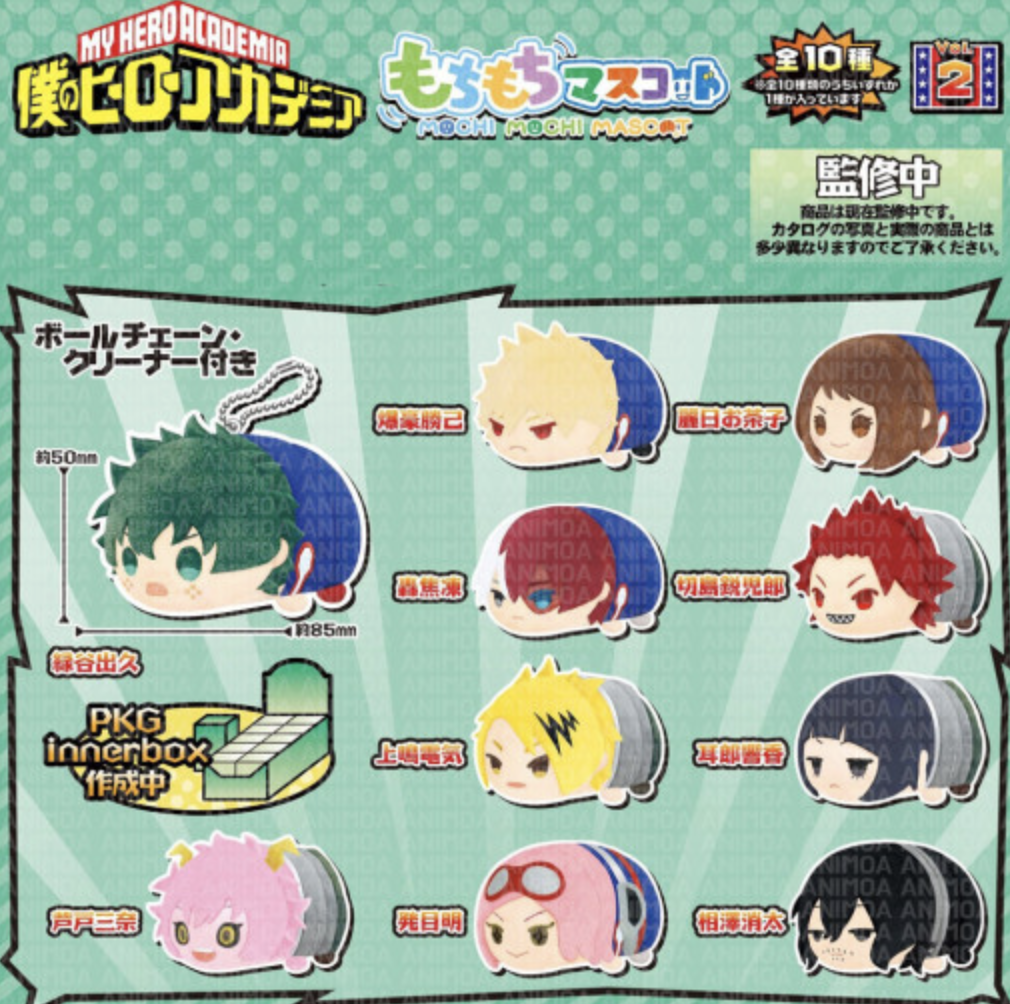 MY HERO ACADEMIA
僕のヒーローアカデミア
もちもちマスコット
MOCHI MOCHI MASCOT
全10種
※全10種類のうちいずれか
1種が入っています
VOL.
2
監修中
商品は現在監修中です。
カタログの写真と実際の商品とは
多少異なりますのでご了承ください。
ボールチェーン・
クリーナー付き
約50mm
約85mm
緑谷出久
爆豪勝己
麗日お茶子
轟焦凍
切島鋭児郎
PKG
innerbox
作成中
上鳴電気
耳郎響香
芦戸三奈
発目明
相澤消太
ANIMOA ANIMOA